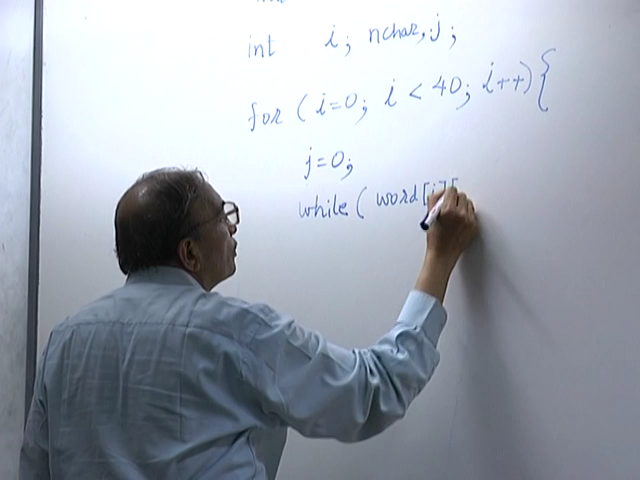 int i; nchar, j;
for (i=0; i < 40; i++) {
j=0;
while ( word[i][